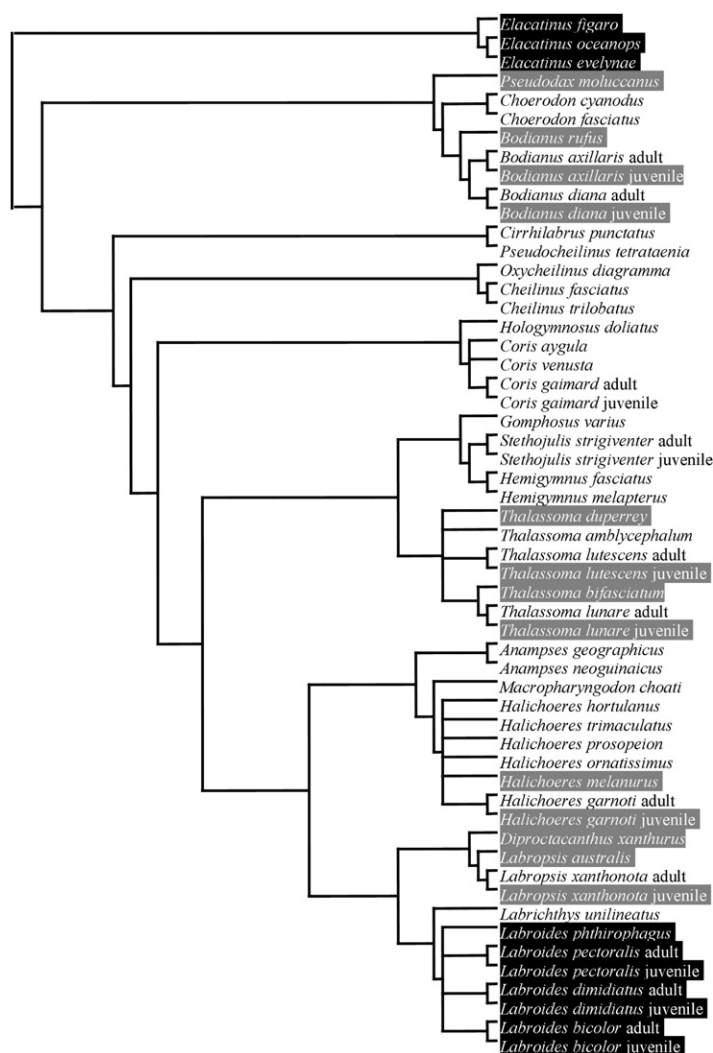 Elacatinus figaro
Elacatinus oceanops
Elacatinus evelynae
Pseudodax moluccanus
Choerodon cyanodus
Choerodon fasciatus
Bodianus rufus
Bodianus axillaris adult
Bodianus axillaris juvenile
Bodianus diana adult
Bodianus diana juvenile
Cirrhilabrus punctatus
Pseudocheilinus tetrataenia
Oxycheilinus diagramma
Cheilinus fasciatus
Cheilinus trilobatus
Hologymnosus doliatus
Coris aygula
Coris venusta
Coris gaimard adult
Coris gaimard juvenile
Gomphosus varius
Stethojulis strigiventer adult
Stethojulis strigiventer juvenile
Hemigymnus fasciatus
Hemigymnus melapterus
Thalassoma duperrey
Thalassoma amblycephalum
Thalassoma lutescens adult
Thalassoma lutescens juvenile
Thalassoma bifasciatum
Thalassoma lunare adult
Thalassoma lunare juvenile
Anampses geographicus
Anampses neoguinaicus
Macropharyngodon choati
Halichoeres hortulanus
Halichoeres trimaculatus
Halichoeres prosopeion
Halichoeres ornatissimus
Halichoeres melanurus
Halichoeres garnoti adult
Halichoeres garnoti juvenile
Diproctacanthus xanthurus
Labropsis australis
Labropsis xanthonota adult
Labropsis xanthonota juvenile
Labrichthys unilineatus
Labroides phthirophagus
Labroides pectoralis adult
Labroides pectoralis juvenile
Labroides dimidiatus adult
Labroides dimidiatus juvenile
Labroides bicolor adult
Labroides bicolor juvenile